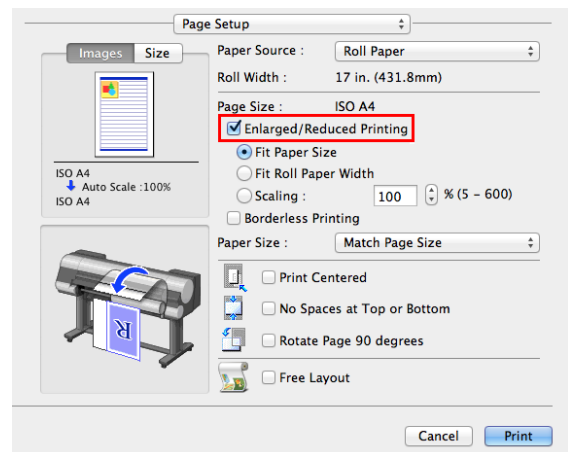 Page Setup
Images Size
Paper Source : Roll Paper
Roll Width : 17 in. (431.8mm)
Page Size : ISO A4
Enlarged/Reduced Printing
Fit Paper Size
Fit Roll Paper Width
Scaling : 100 % (5 - 600)
Borderless Printing
ISO A4
Auto Scale :100%
ISO A4
Paper Size : Match Page Size
Print Centered
No Spaces at Top or Bottom
Rotate Page 90 degrees
Free Layout
R
Cancel Print